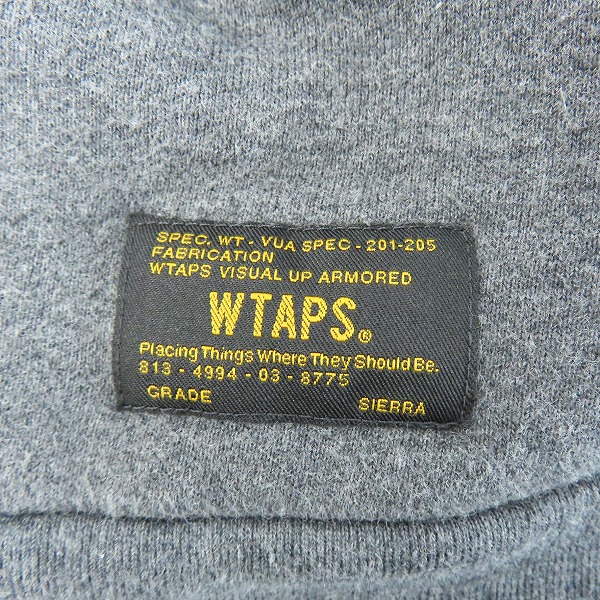 SPEC. WT - VUA SPEC - 201-205
FABRICATION
WTAPS VISUAL UP ARMORED
WTAPS®
Placing Things Where They Should Be.
813 - 4994 - 03 - 8775
GRADE SIERRA